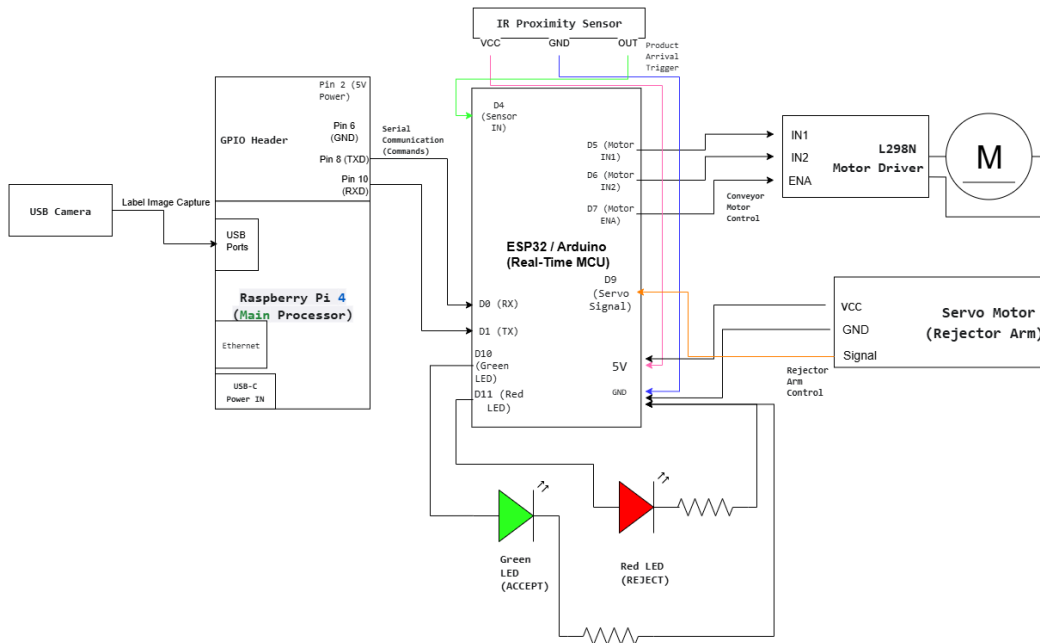 IR Proximity Sensor
VCC
GND
OUT
Product
Arrival
Trigger
Pin 2 (5V
Power)
Pin 6
(GND)
GPIO Header
Pin 8 (TXD)
Pin 10
(RXD)
Serial
Communication
(Commands)
D4
(Sensor
IN)
D5 (Motor
IN1)
D6 (Motor
IN2)
D7 (Motor
ENA)
Conveyor
Motor
Control
IN1
IN2
ENA
L298N
Motor Driver
M
USB Camera
Label Image Capture
USB
Ports
Raspberry Pi 4
(Main Processor)
Ethernet
USB-C
Power IN
ESP32 / Arduino
(Real-Time MCU)
D9
(Servo
Signal)
D0 (RX)
D1 (TX)
D10
(Green
LED)
D11 (Red
LED)
5V
GND
VCC
GND
Signal
Servo Motor
(Rejector Arm)
Rejector
Arm
Control
Green
LED
(ACCEPT)
Red LED
(REJECT)